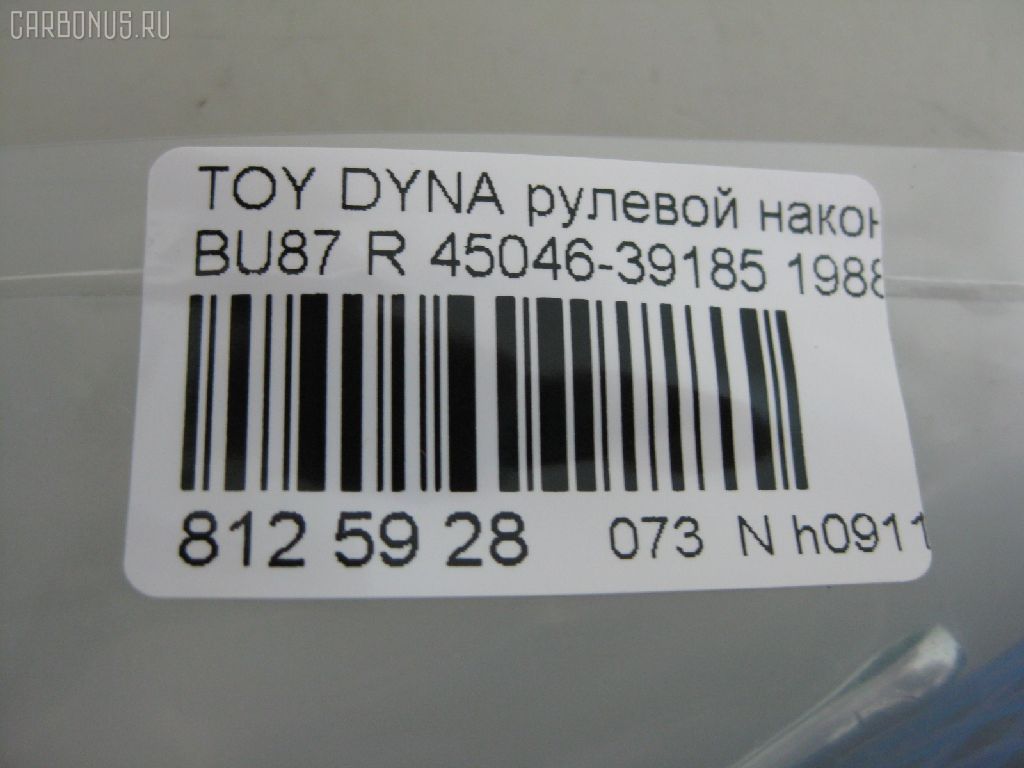 CARBONUS.RU
TOY DYNA рулевой након
BU87 R 45046-39185 1988
812 59 28 073 N h0911